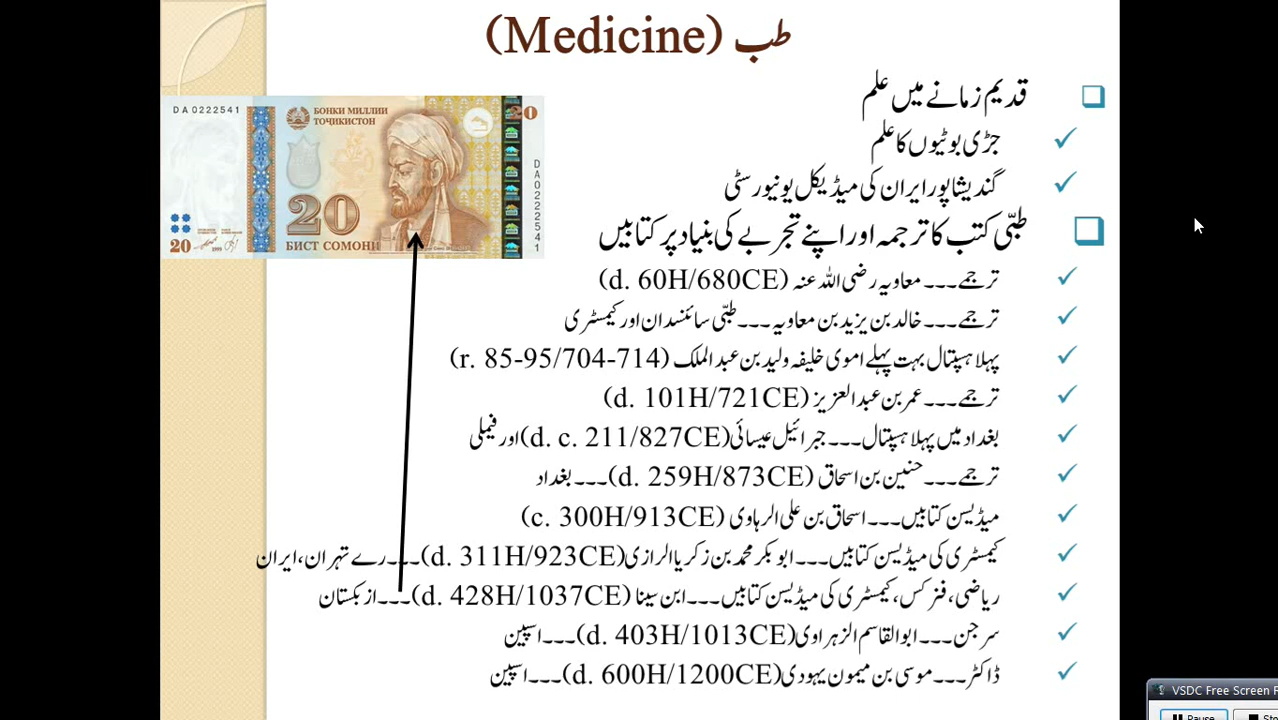 طب (Medicine)
قدیم زمانے میں علم
جڑی بوٹیوں کا علم
گندیشاپور ایران کی میڈیکل یونیورسٹی
طبّی کتب کا ترجمہ اور اپنے تجربے کی بنیاد پر کتابیں
ترجمے۔۔۔ معاویہ رضی اللہ عنہ (d. 60H/680CE)
ترجمے۔۔۔ خالد بن یزید بن معاویہ ۔۔۔ طبّی سائنسدان اور کیمسٹری
پہلا ہسپتال بہت پہلے اموی خلیفہ ولید بن عبد الملک (r. 85-95/704-714)
ترجمے۔۔۔ عمر بن عبدالعزیز (d. 101H/721CE)
بغداد میں پہلا ہسپتال۔۔۔ جبرائیل عیسائی (d. c. 211/827CE) اور فیملی
ترجمے۔۔۔ حنین بن اسحاق (d. 259H/873CE)۔۔۔ بغداد
میڈیسن کتابیں۔۔۔ اسحاق بن علی الرہاوی (c. 300H/913CE)
کیمسٹری کی میڈیسن کتابیں۔۔۔ ابو بکر محمد بن زکریا الرازی (d. 311H/923CE)۔۔۔ رے تہران، ایران
ریاضی، فزکس، کیمسٹری کی میڈیسن کتابیں۔۔۔ ابن سینا (d. 428H/1037CE)۔۔۔ ازبکستان
سرجن۔۔۔ ابوالقاسم الزہراوی (d. 403H/1013CE)۔۔۔ اسپین
ڈاکٹر۔۔۔ موسی بن میمون یہودی (d. 600H/1200CE)۔۔۔ اسپین
DA0222541
БОНКИ МИЛЛИИ
ТОҶИКИСТОН
20
БИСТ СОМОНӢ
20
1999
DA0222541
VSDC Free Screen
Pause